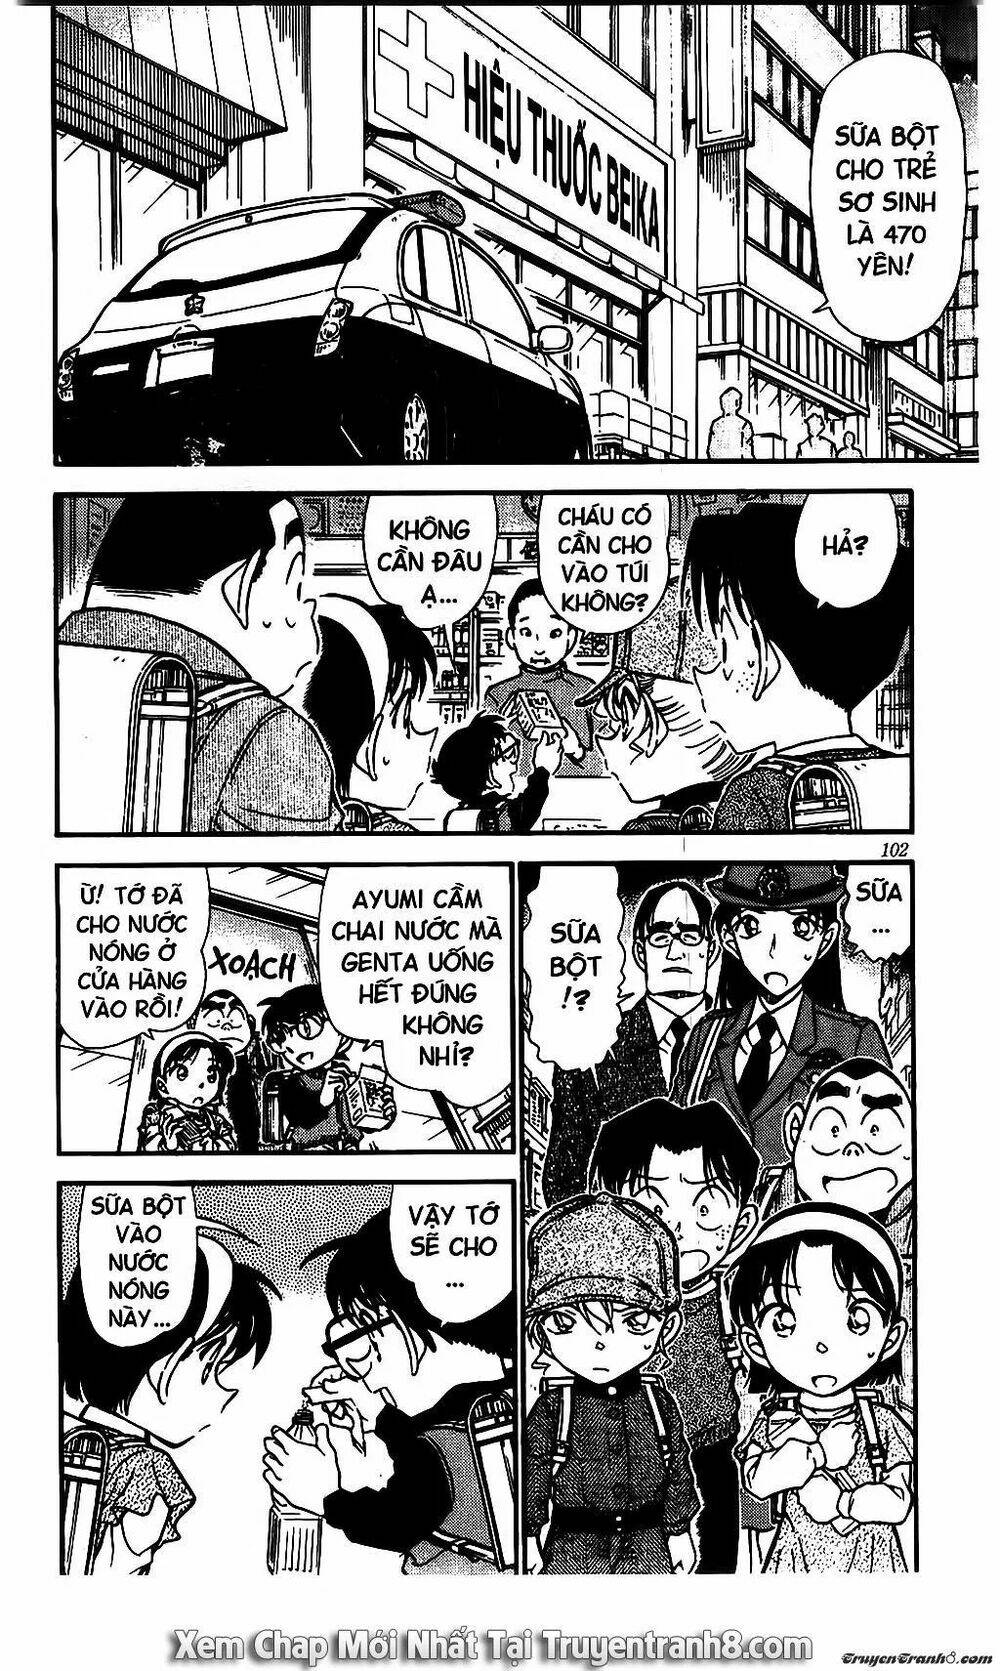 HIỆU THUỐC BEIKA
SỮA BỘT
CHO TRẺ
SƠ SINH
LÀ 470
YÊN!
HẢ?
CHÁU CÓ
CẦN CHO
VÀO TÚI
KHÔNG?
KHÔNG
CẦN ĐÂU
Ạ...
102
SỮA
...
SỮA
BỘT
!?
AYUMI CẦM
CHAI NƯỚC MÀ
GENTA UỐNG
HẾT ĐÚNG
KHÔNG
NHỈ?
XOẠCH
Ừ! TỚ ĐÃ
CHO NƯỚC
NÓNG Ở
CỬA HÀNG
VÀO RỒI!
VẬY TỚ
SẼ CHO
...
SỮA BỘT
VÀO
NƯỚC
NÓNG
NÀY...
Xem Chap Mới Nhất Tại Truyentranh8.com
TruyenTranh8.com